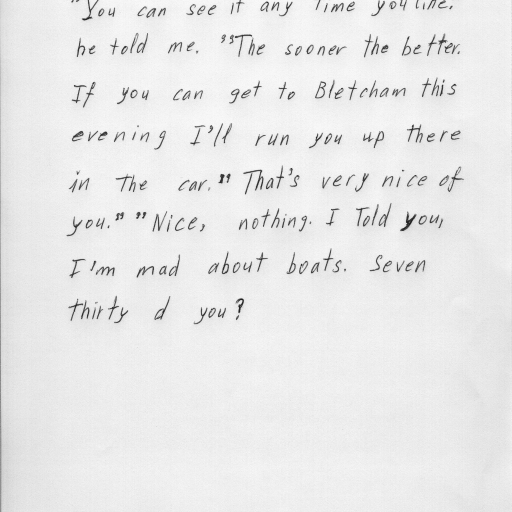 "You can see it any Time you like.
he told me. "The sooner the better.
If you can get to Bletcham this
evening I'll run you up there
in the car." That's very nice of
you." "Nice, nothing. I Told you,
I'm mad about boats. Seven
thirty d you?